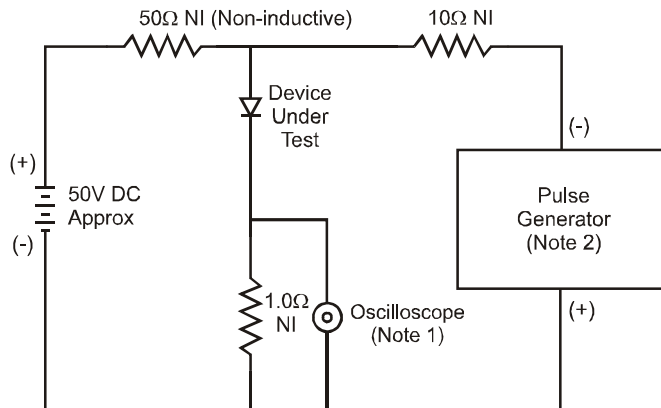 50Ω NI (Non-inductive)
10Ω NI
Device
Under
Test
(-)
(+)
50V DC
Approx
(-)
Pulse
Generator
(Note 2)
1.0Ω
NI
Oscilloscope
(Note 1)
(+)